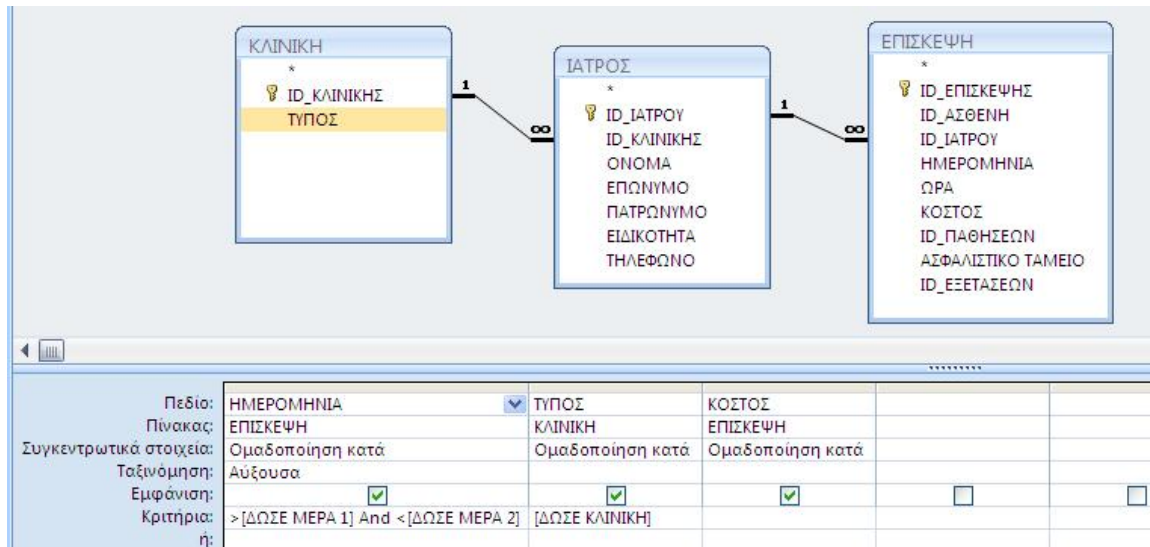 ΚΛΙΝΙΚΗ
*
ID_ΚΛΙΝΙΚΗΣ
ΤΥΠΟΣ
1
∞
ΙΑΤΡΟΣ
*
ID_ΙΑΤΡΟΥ
ID_ΚΛΙΝΙΚΗΣ
ΟΝΟΜΑ
ΕΠΩΝΥΜΟ
ΠΑΤΡΩΝΥΜΟ
ΕΙΔΙΚΟΤΗΤΑ
ΤΗΛΕΦΩΝΟ
1
∞
ΕΠΙΣΚΕΨΗ
*
ID_ΕΠΙΣΚΕΨΗΣ
ID_ΑΣΘΕΝΗ
ID_ΙΑΤΡΟΥ
ΗΜΕΡΟΜΗΝΙΑ
ΩΡΑ
ΚΟΣΤΟΣ
ID_ΠΑΘΗΣΕΩΝ
ΑΣΦΑΛΙΣΤΙΚΟ ΤΑΜΕΙΟ
ID_ΕΞΕΤΑΣΕΩΝ
Πεδίο: ΗΜΕΡΟΜΗΝΙΑ ΤΥΠΟΣ ΚΟΣΤΟΣ
Πίνακας: ΕΠΙΣΚΕΨΗ ΚΛΙΝΙΚΗ ΕΠΙΣΚΕΨΗ
Συγκεντρωτικά στοιχεία: Ομαδοποίηση κατά Ομαδοποίηση κατά Ομαδοποίηση κατά
Ταξινόμηση: Αύξουσα
Εμφάνιση:
Κριτήρια: >[ΔΩΣΕ ΜΕΡΑ 1] And <[ΔΩΣΕ ΜΕΡΑ 2] [ΔΩΣΕ ΚΛΙΝΙΚΗ]
ή: